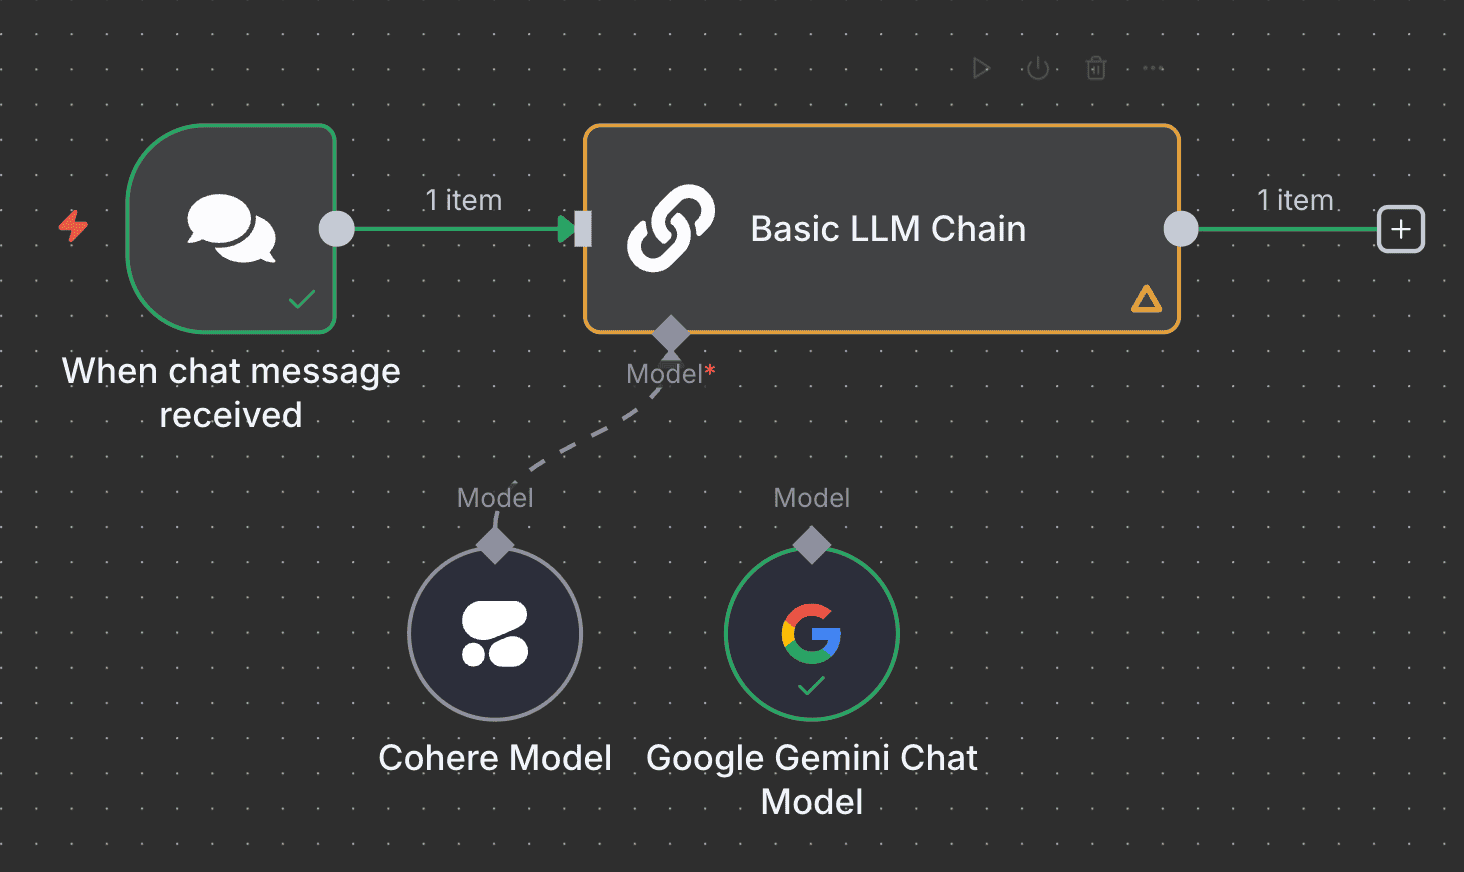 1 item
1 item
Basic LLM Chain
When chat message
received
Model*
Model
Model
Cohere Model
Google Gemini Chat
Model